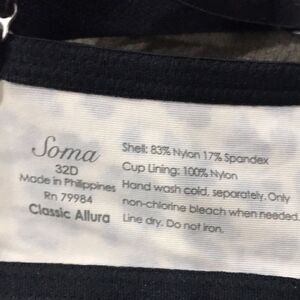 Soma
32D
Made in Philippines
Rn 79984
Classic Allura
Shell: 83% Nylon 17% Spandex
Cup Lining: 100% Nylon
Hand wash cold, separately. Only
non-chlorine bleach when needed.
Line dry. Do not iron.